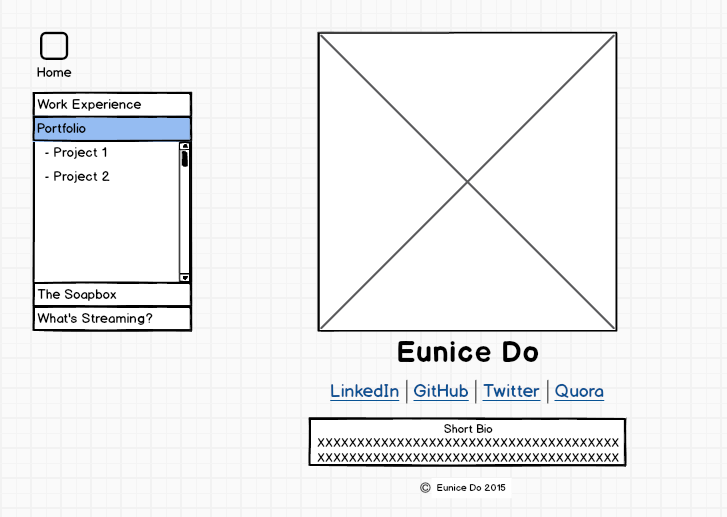 Home
Work Experience
Portfolio
- Project 1
- Project 2
The Soapbox
What's Streaming?
Eunice Do
LinkedIn | GitHub | Twitter | Quora
Short Bio
XXXXXXXXXXXXXXXXXXXXXXXXXXXXXXXXXXXXXX
XXXXXXXXXXXXXXXXXXXXXXXXXXXXXXXXXXXXXX
© Eunice Do 2015